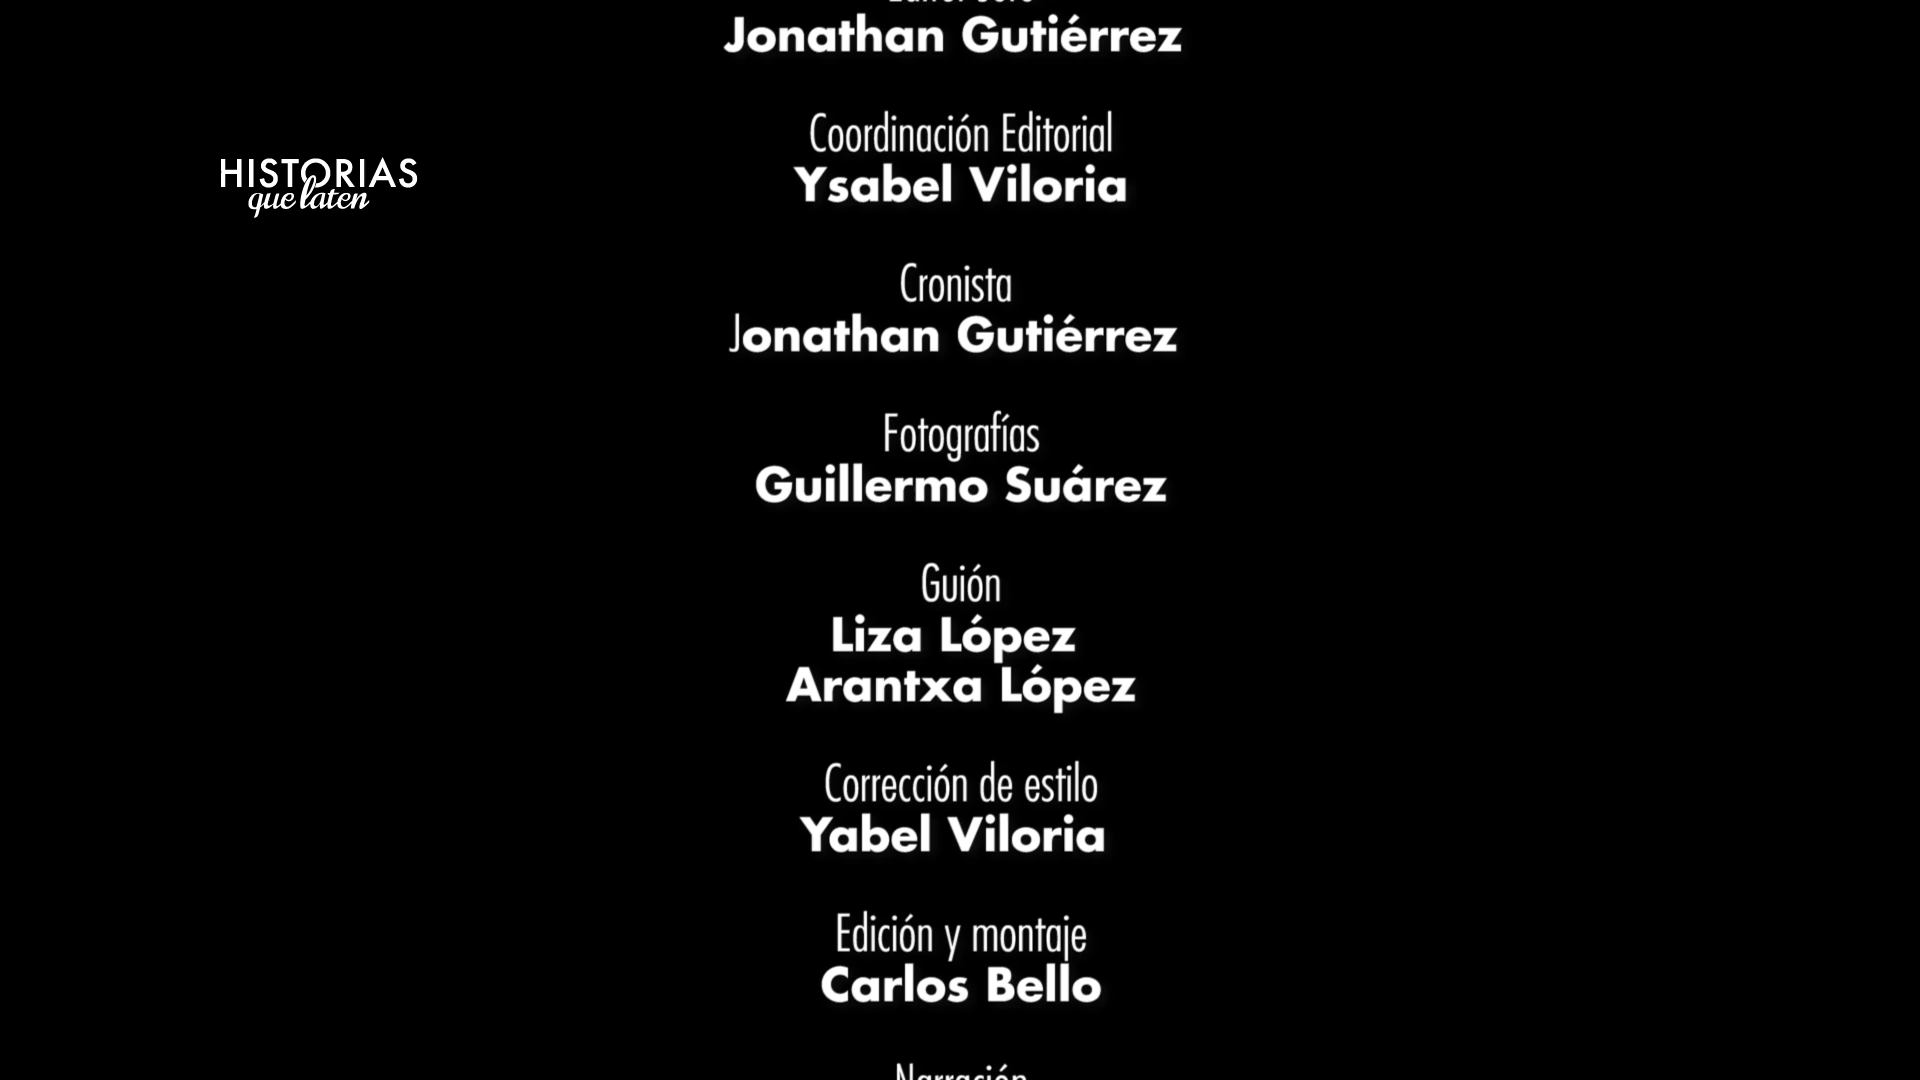 Jonathan Gutiérrez
Coordinación Editorial
Ysabel Viloria
HISTORIAS
que laten
Cronista
Jonathan Gutiérrez
Fotografías
Guillermo Suárez
Guión
Liza López
Arantxa López
Corrección de estilo
Yabel Viloria
Edición y montaje
Carlos Bello
Narración